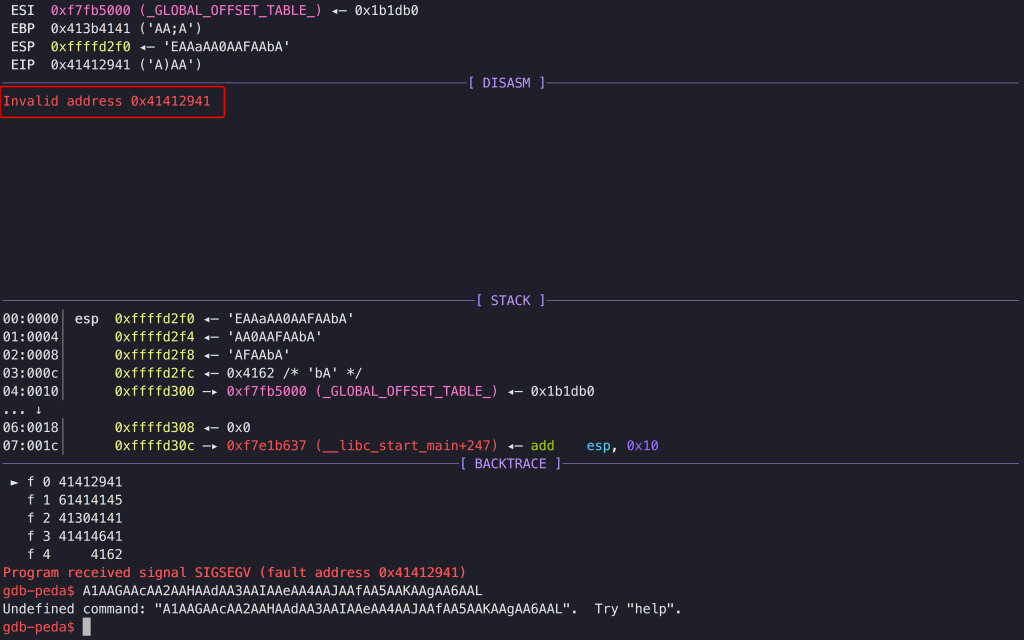 ESI  0xf7fb5000 (_GLOBAL_OFFSET_TABLE_) ◂— 0x1b1db0
EBP  0x413b4141 ('AA;A')
ESP  0xffffd2f0 ◂— 'EAAaAA0AAFAAbA'
EIP  0x41412941 ('A)AA')
[ DISASM ]
Invalid address 0x41412941
[ STACK ]
00:0000│ esp  0xffffd2f0 ◂— 'EAAaAA0AAFAAbA'
01:0004│      0xffffd2f4 ◂— 'AA0AAFAAbA'
02:0008│      0xffffd2f8 ◂— 'AFAAbA'
03:000c│      0xffffd2fc ◂— 0x4162 /* 'bA' */
04:0010│      0xffffd300 —▸ 0xf7fb5000 (_GLOBAL_OFFSET_TABLE_) ◂— 0x1b1db0
... ↓
06:0018│      0xffffd308 ◂— 0x0
07:001c│      0xffffd30c —▸ 0xf7e1b637 (__libc_start_main+247) ◂— add    esp, 0x10
[ BACKTRACE ]
► f 0 41412941
f 1 61414145
f 2 41304141
f 3 41414641
f 4     4162
Program received signal SIGSEGV (fault address 0x41412941)
gdb-peda$ A1AAGAAcAA2AAHAAdAA3AAIAAeAA4AAJAAfAA5AAKAAgAA6AAL
Undefined command: "A1AAGAAcAA2AAHAAdAA3AAIAAeAA4AAJAAfAA5AAKAAgAA6AAL".  Try "help".
gdb-peda$